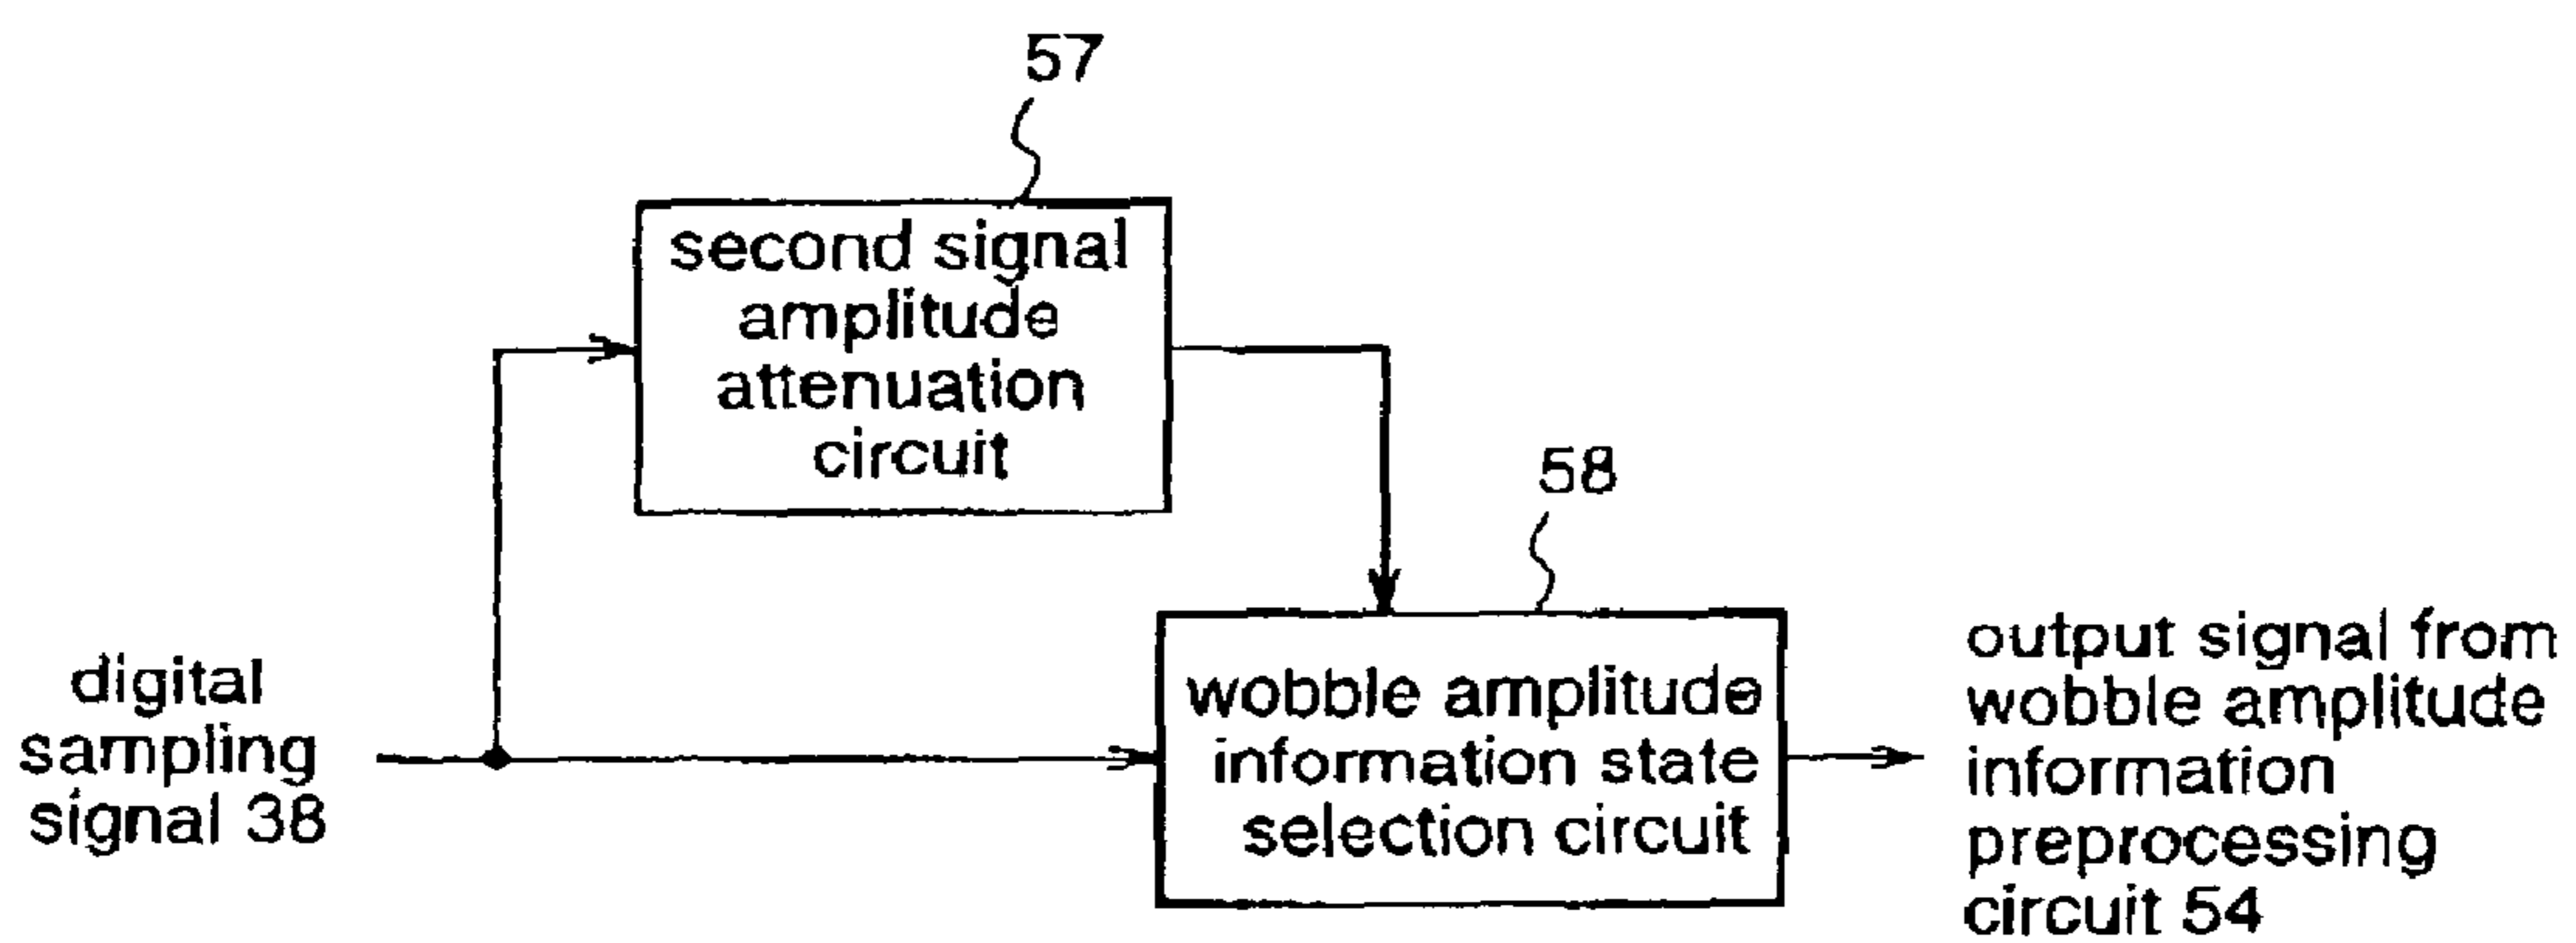 57
second signal
amplitude
attenuation
circuit
58
digital
sampling
signal 38
wobble amplitude
information state
selection circuit
output signal from
wobble amplitude
information
preprocessing
circuit 54